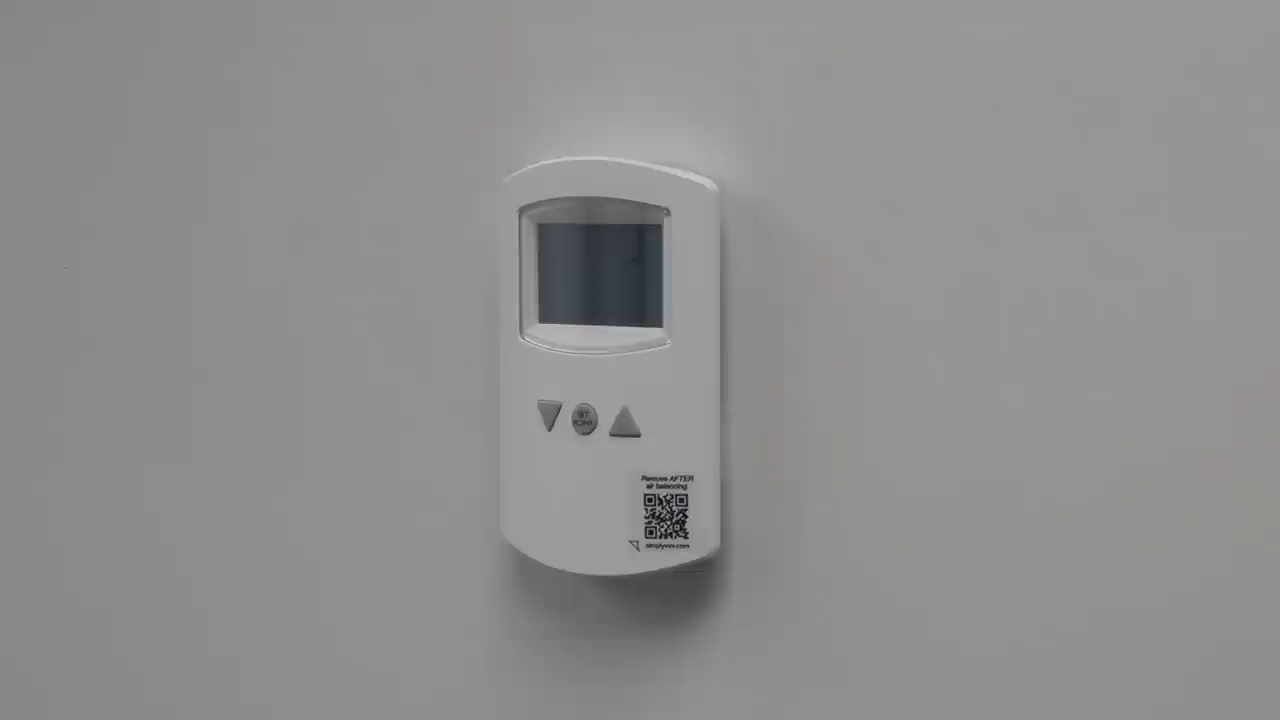 SET
POINT
Remove AFTER
air balancing.
simplyvav.com